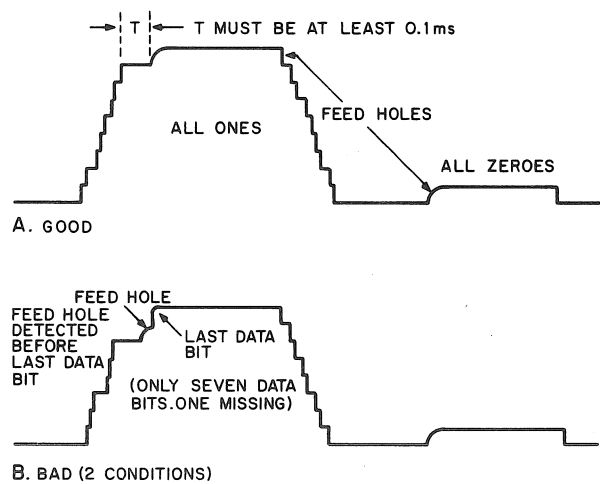 T T MUST BE AT LEAST 0.1ms
FEED HOLES
ALL ONES
ALL ZEROES
A. GOOD
FEED HOLE
FEED HOLE
DETECTED
BEFORE
LAST DATA
BIT
LAST DATA
BIT
(ONLY SEVEN DATA
BITS.ONE MISSING)
B. BAD (2 CONDITIONS)